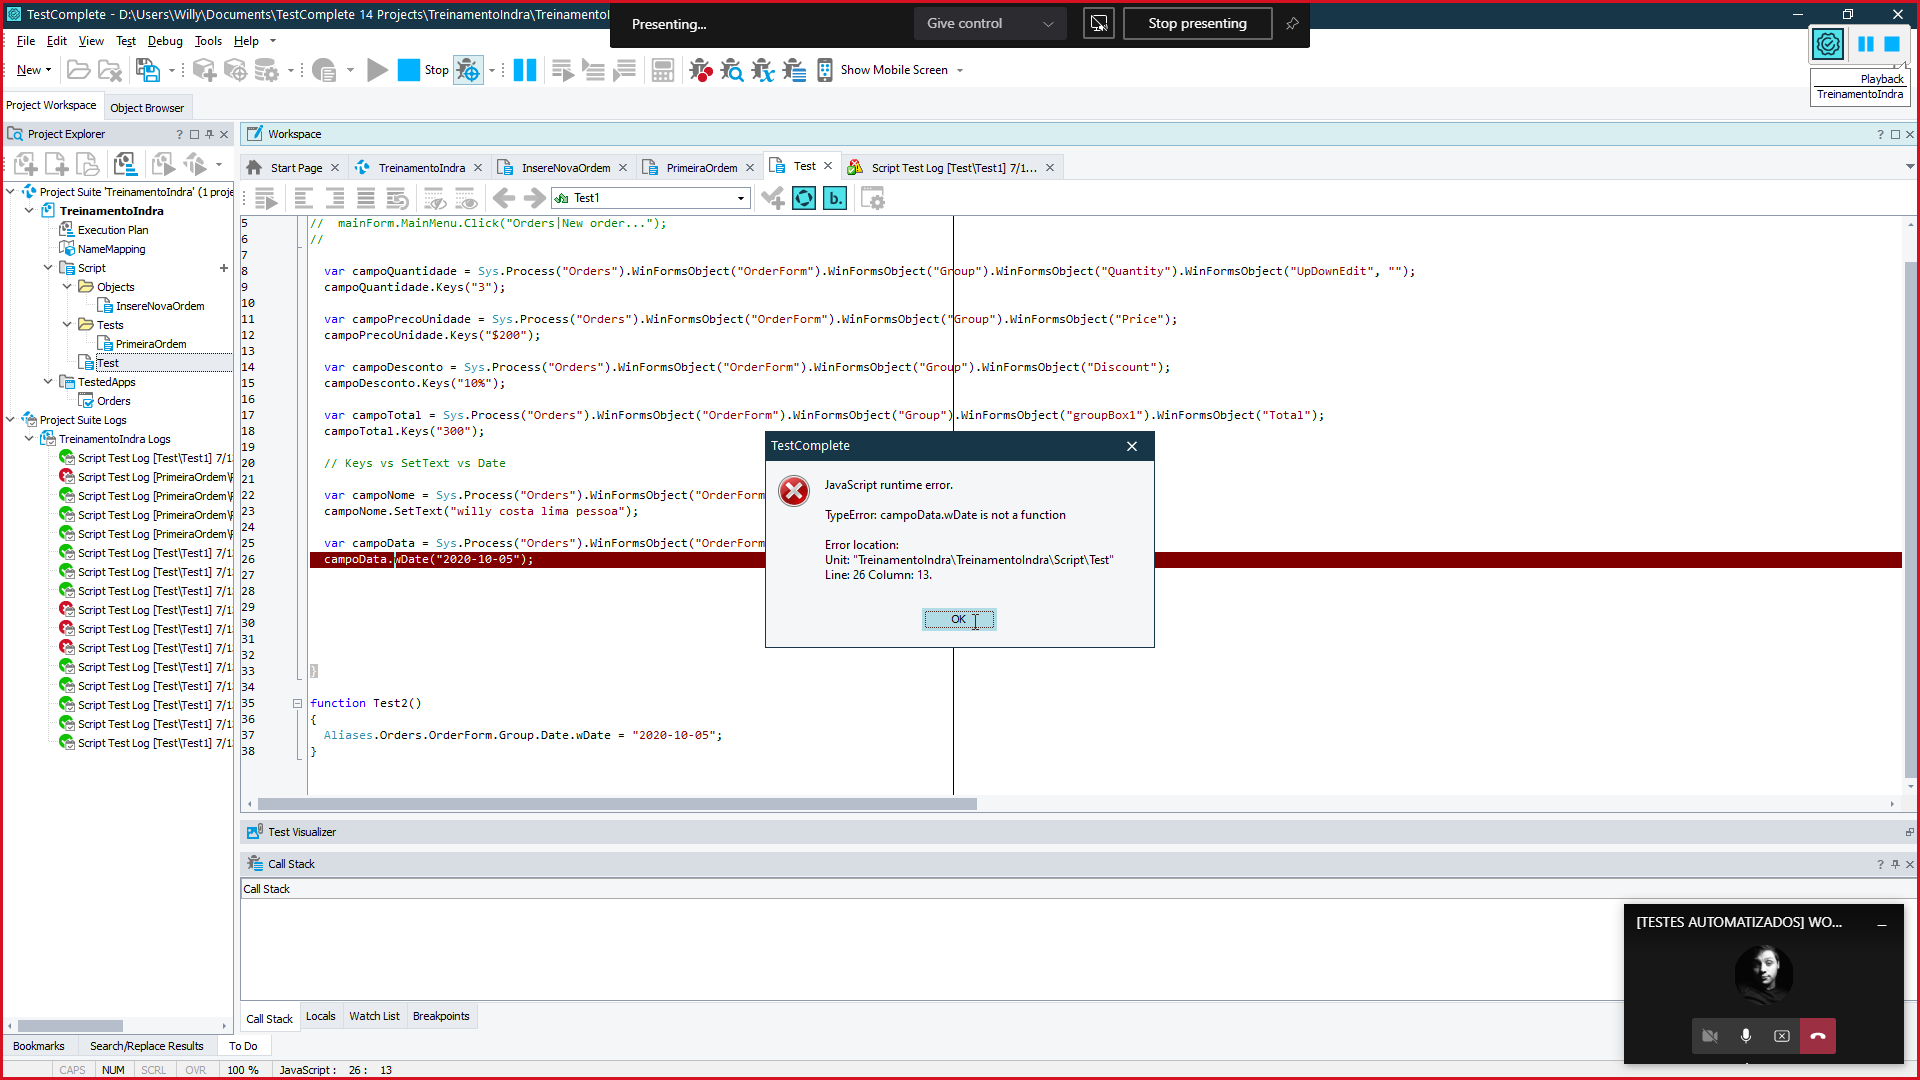 TestComplete - D:\Users\Willy\Documents\TestComplete 14 Projects\TreinamentoIndra\TreinamentoI
Presenting...
Give control
Stop presenting
File Edit View Test Debug Tools Help
New
Stop
Show Mobile Screen
Playback
TreinamentoIndra
Project Workspace
Object Browser
Project Explorer
Workspace
Start Page
TreinamentoIndra
InsereNovaOrdem
PrimeiraOrdem
Test
Script Test Log [Test\Test1] 7/1...
Test1
b.
Project Suite 'TreinamentoIndra' (1 proje
TreinamentoIndra
Execution Plan
NameMapping
Script
Objects
InsereNovaOrdem
Tests
PrimeiraOrdem
Test
TestedApps
Orders
Project Suite Logs
TreinamentoIndra Logs
Script Test Log [Test\Test1] 7/1
Script Test Log [PrimeiraOrdem\
Script Test Log [PrimeiraOrdem\
Script Test Log [PrimeiraOrdem\
Script Test Log [PrimeiraOrdem\
Script Test Log [Test\Test1] 7/1
Script Test Log [Test\Test1] 7/1
Script Test Log [Test\Test1] 7/1
Script Test Log [Test\Test1] 7/1
Script Test Log [Test\Test1] 7/1
Script Test Log [Test\Test1] 7/1
Script Test Log [Test\Test1] 7/1
Script Test Log [Test\Test1] 7/1
Script Test Log [Test\Test1] 7/1
Script Test Log [Test\Test1] 7/1
Script Test Log [Test\Test1] 7/1
5 // mainForm.MainMenu.Click("Orders|New order...");
6 //
7
8 var campoQuantidade = Sys.Process("Orders").WinFormsObject("OrderForm").WinFormsObject("Group").WinFormsObject("Quantity").WinFormsObject("UpDownEdit", "");
9 campoQuantidade.Keys("3");
10
11 var campoPrecoUnidade = Sys.Process("Orders").WinFormsObject("OrderForm").WinFormsObject("Group").WinFormsObject("Price");
12 campoPrecoUnidade.Keys("$200");
13
14 var campoDesconto = Sys.Process("Orders").WinFormsObject("OrderForm").WinFormsObject("Group").WinFormsObject("Discount");
15 campoDesconto.Keys("10%");
16
17 var campoTotal = Sys.Process("Orders").WinFormsObject("OrderForm").WinFormsObject("Group").WinFormsObject("groupBox1").WinFormsObject("Total");
18 campoTotal.Keys("300");
19
20 // Keys vs SetText vs Date
21
22 var campoNome = Sys.Process("Orders").WinFormsObject("OrderForm
23 campoNome.SetText("willy costa lima pessoa");
24
25 var campoData = Sys.Process("Orders").WinFormsObject("OrderForm
26 campoData.wDate("2020-10-05");
27
28
29
30
31
32
33 }
34
35 function Test2()
36 {
37 Aliases.Orders.OrderForm.Group.Date.wDate = "2020-10-05";
38 }
TestComplete
JavaScript runtime error.
TypeError: campoData.wDate is not a function
Error location:
Unit: "TreinamentoIndra\TreinamentoIndra\Script\Test"
Line: 26 Column: 13.
OK
Test Visualizer
Call Stack
Call Stack
Call Stack
Locals
Watch List
Breakpoints
Bookmarks
Search/Replace Results
To Do
CAPS NUM SCRL OVR 100 % JavaScript : 26 : 13
[TESTES AUTOMATIZADOS] WO...